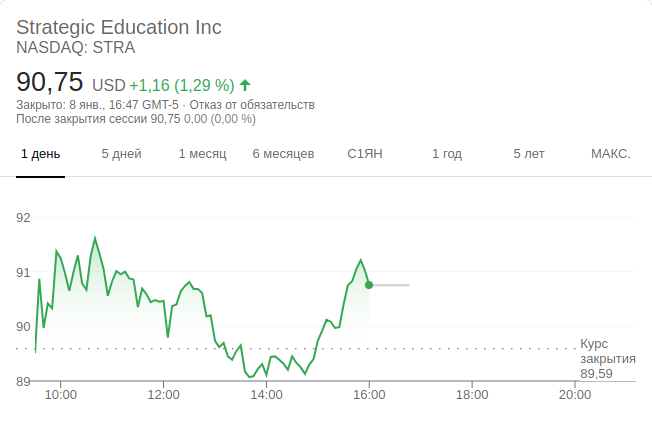 Strategic Education Inc
NASDAQ: STRA
90,75 USD +1,16 (1,29 %)
Закрыто: 8 янв., 16:47 GMT-5 · Отказ от обязательств
После закрытия сессии 90,75 0,00 (0,00 %)
1 день 5 дней 1 месяц 6 месяцев С1ЯН 1 год 5 лет МАКС.
92
91
90
Курс
закрытия
89,59
89
10:00 12:00 14:00 16:00 18:00 20:00